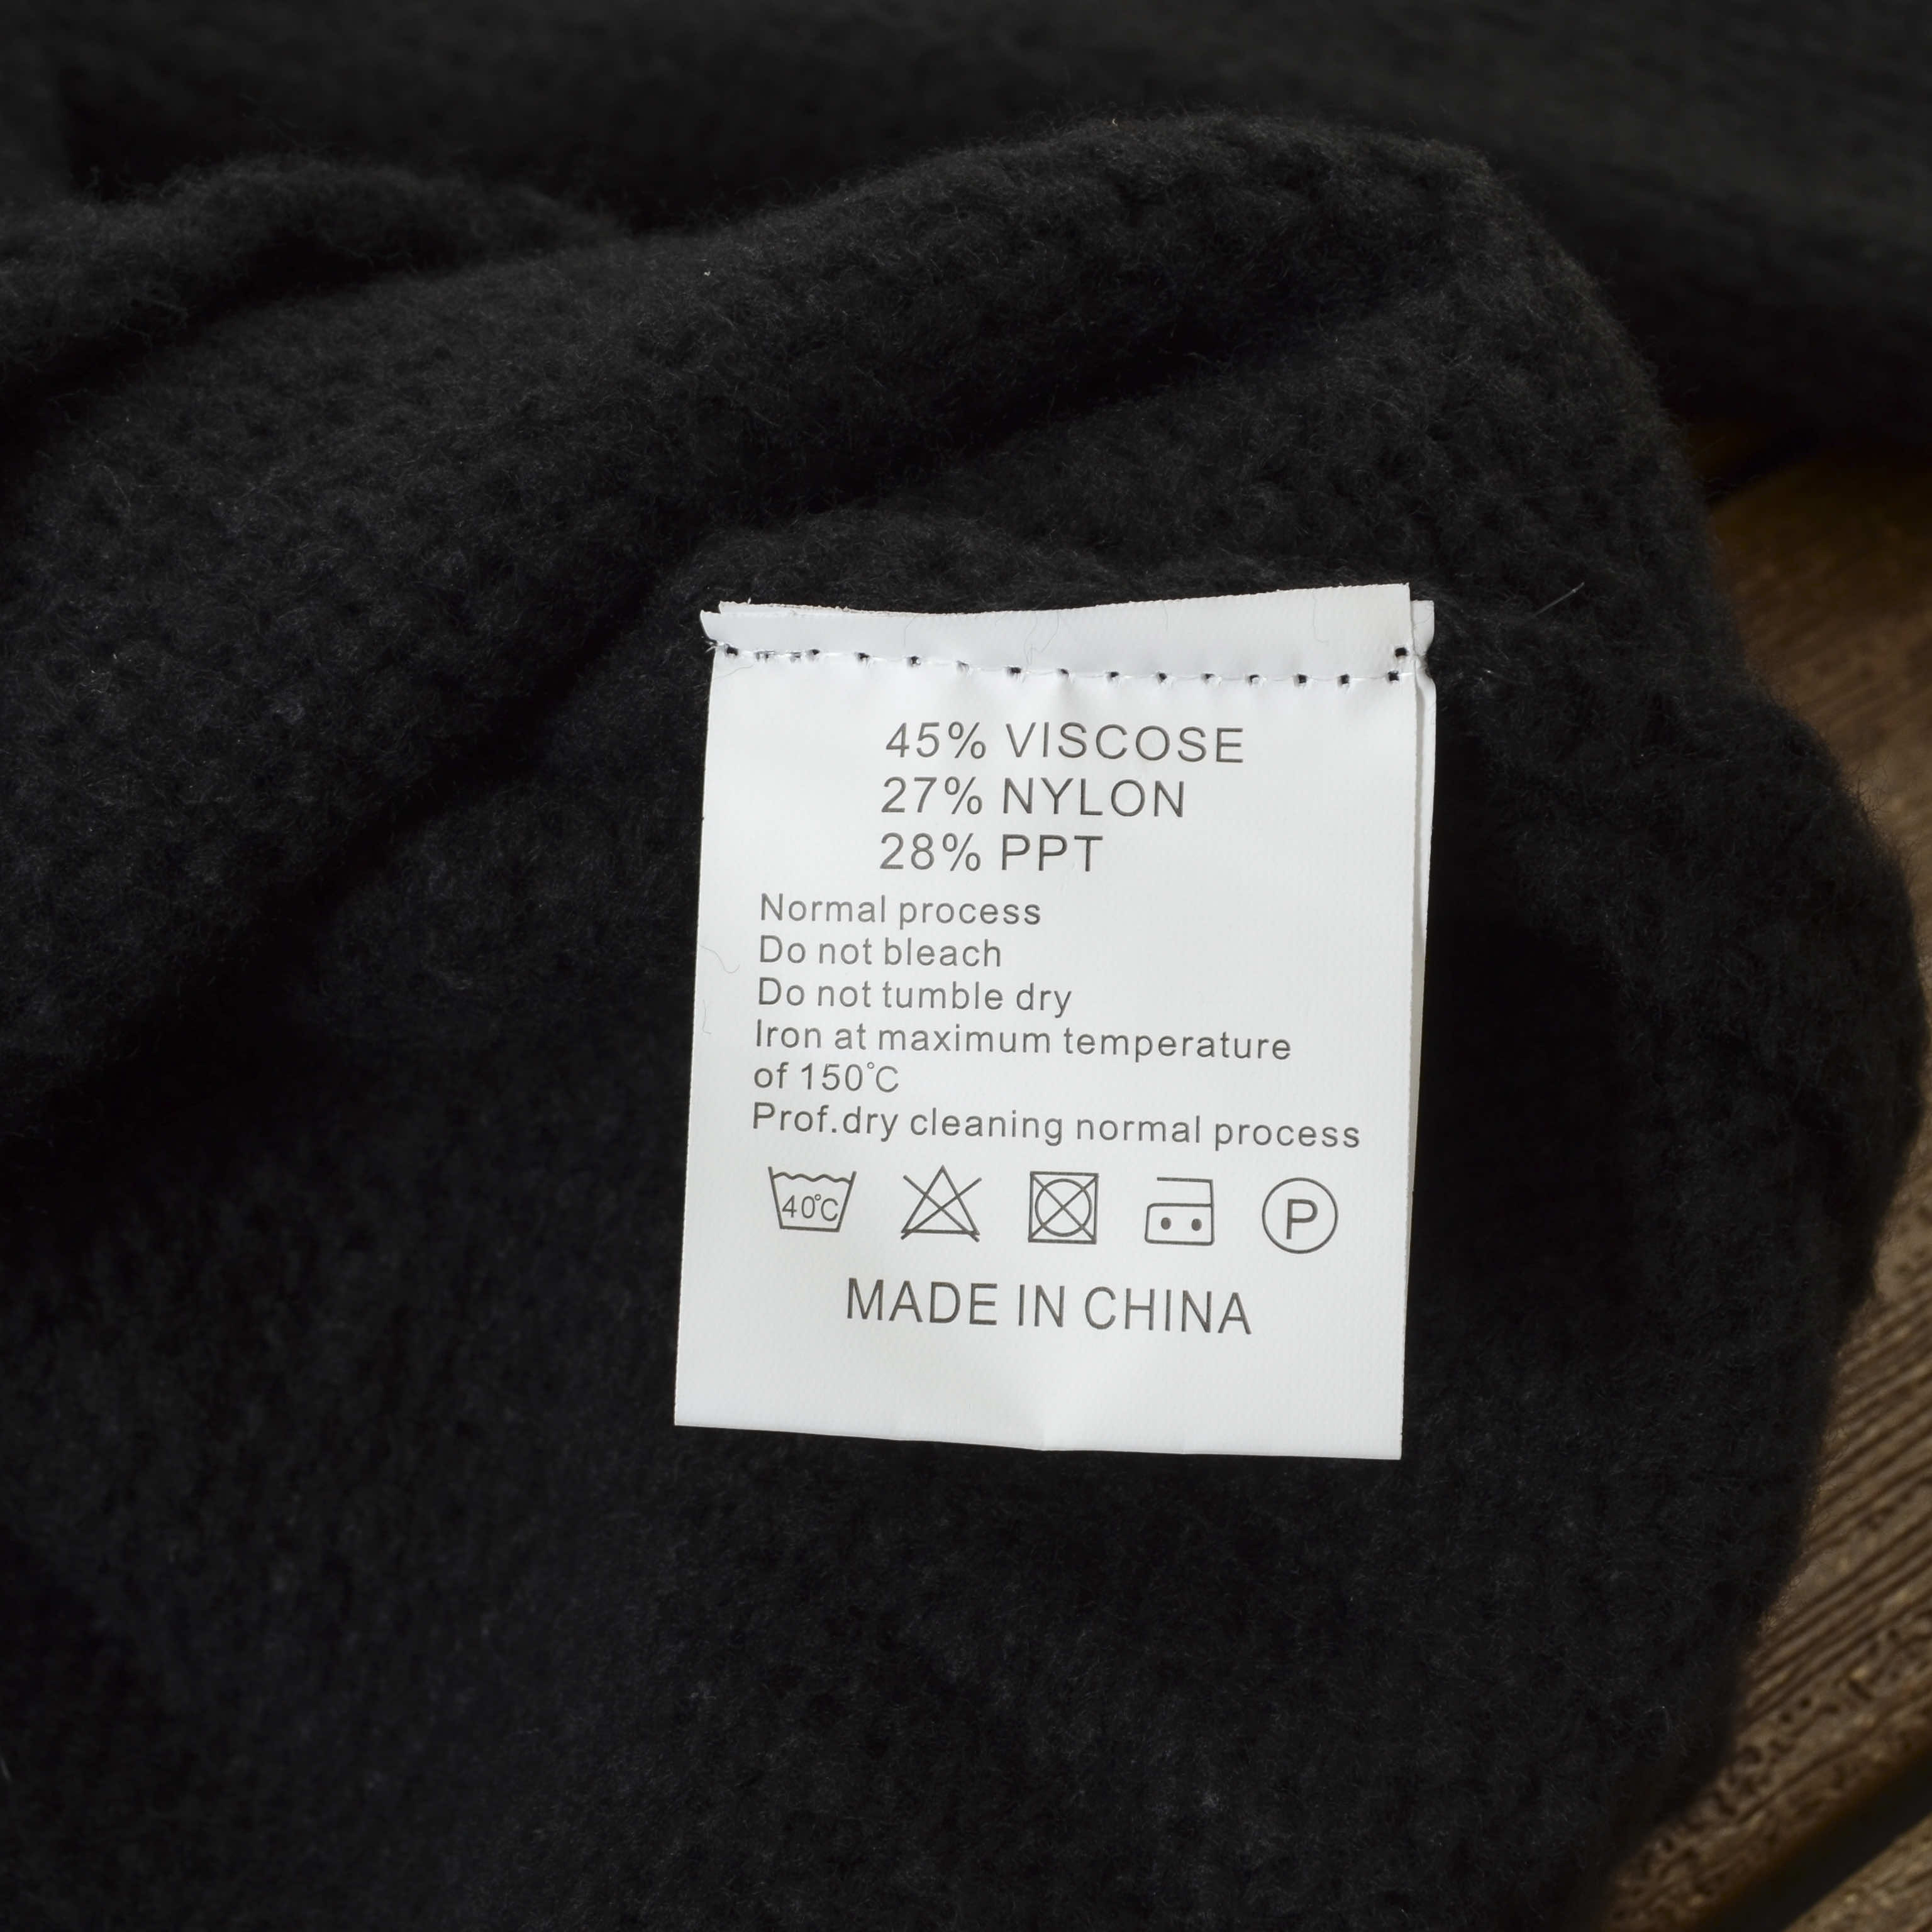 45% VISCOSE
27% NYLON
28% PPT
Normal process
Do not bleach
Do not tumble dry
Iron at maximum temperature
of 150°C
Prof.dry cleaning normal process
40°C P
MADE IN CHINA